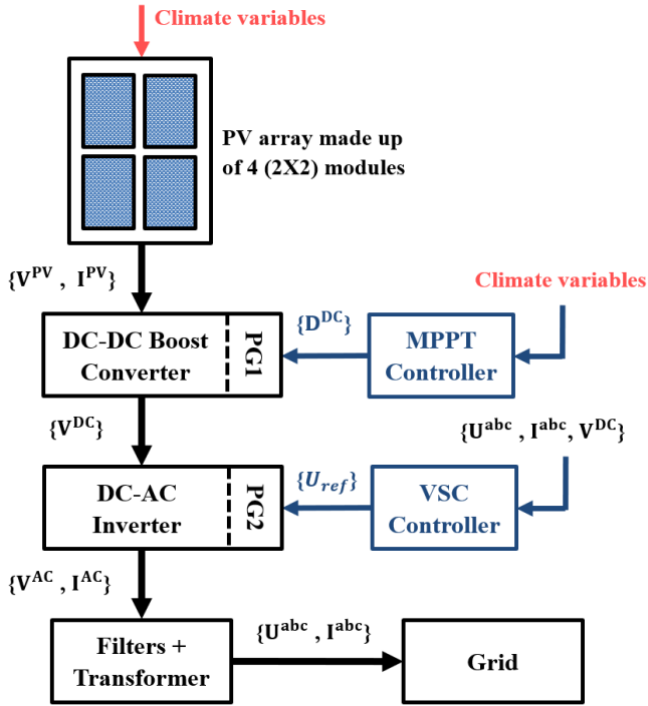 Climate variables
PV array made up
of 4 (2X2) modules
{V^PV , I^PV}
Climate variables
DC-DC Boost
Converter
PG1
{D^DC}
MPPT
Controller
{V^DC}
{U^abc , I^abc, V^DC}
DC-AC
Inverter
PG2
{U_ref}
VSC
Controller
{V^AC , I^AC}
Filters +
Transformer
{U^abc , I^abc}
Grid